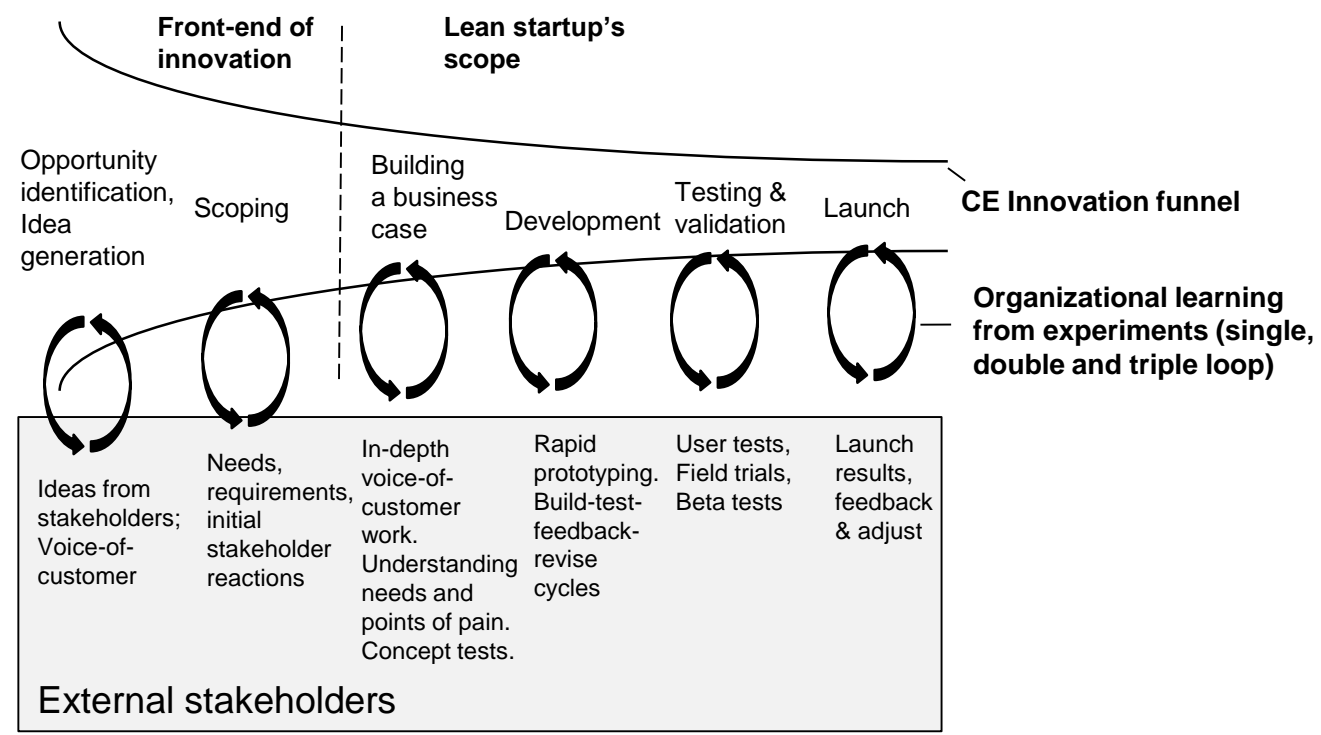 Front-end of
innovation
Lean startup's
scope
Opportunity
identification,
Idea
generation
Scoping
Building
a business
case
Development
Testing &
validation
Launch
CE Innovation funnel
Organizational learning
from experiments (single,
double and triple loop)
Ideas from
stakeholders;
Voice-of-
customer
Needs,
requirements,
initial
stakeholder
reactions
In-depth
voice-of-
customer
work.
Understanding
needs and
points of pain.
Concept tests.
Rapid
prototyping.
Build-test-
feedback-
revise
cycles
User tests,
Field trials,
Beta tests
Launch
results,
feedback
& adjust
External stakeholders